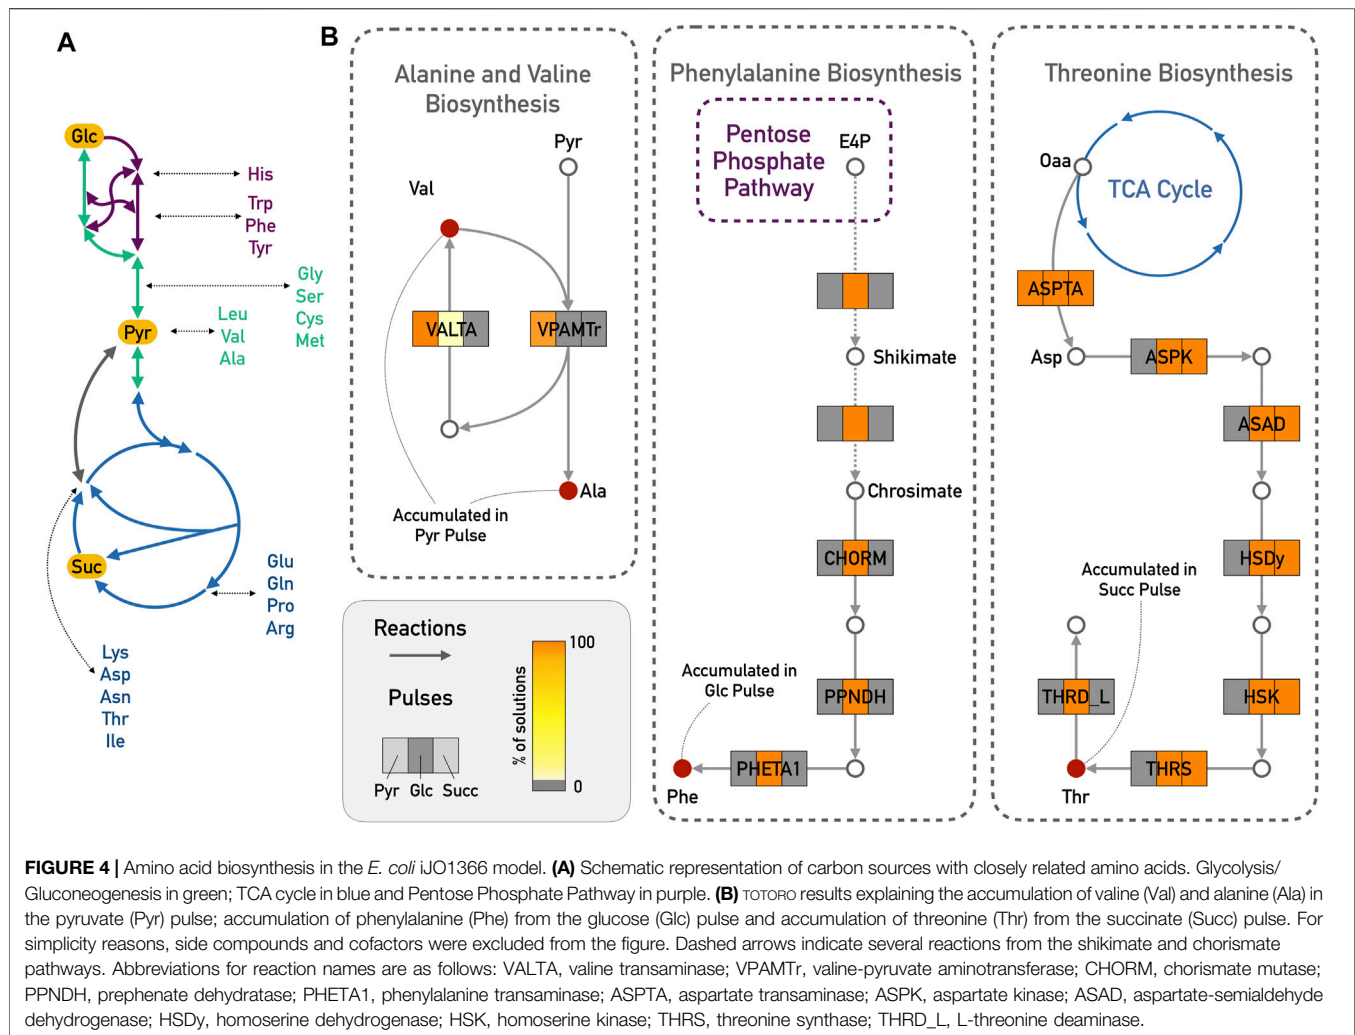 A
Glc
His
Trp
Phe
Tyr
Gly
Ser
Cys
Met
Leu
Val
Ala
Pyr
Suc
Glu
Gln
Pro
Arg
Lys
Asp
Asn
Thr
Ile
B
Alanine and Valine
Biosynthesis
Pyr
Val
VALTA
VPAMTr
Ala
Accumulated in
Pyr Pulse
Reactions
Pulses
Pyr Glc Succ
% of solutions
100
0
Phenylalanine Biosynthesis
Pentose
Phosphate
Pathway
E4P
Shikimate
Chrosimate
CHORM
Accumulated in
Glc Pulse
PPNDH
PHETA1
Phe
Threonine Biosynthesis
Oaa
TCA Cycle
ASPTA
Asp
ASPK
ASAD
HSDy
Accumulated in
Succ Pulse
THRD_L
HSK
THRS
Thr
FIGURE 4 | Amino acid biosynthesis in the E. coli iJO1366 model. (A) Schematic representation of carbon sources with closely related amino acids. Glycolysis/
Gluconeogenesis in green; TCA cycle in blue and Pentose Phosphate Pathway in purple. (B) TOTORO results explaining the accumulation of valine (Val) and alanine (Ala) in
the pyruvate (Pyr) pulse; accumulation of phenylalanine (Phe) from the glucose (Glc) pulse and accumulation of threonine (Thr) from the succinate (Succ) pulse. For
simplicity reasons, side compounds and cofactors were excluded from the figure. Dashed arrows indicate several reactions from the shikimate and chorismate
pathways. Abbreviations for reaction names are as follows: VALTA, valine transaminase; VPAMTr, valine-pyruvate aminotransferase; CHORM, chorismate mutase;
PPNDH, prephenate dehydratase; PHETA1, phenylalanine transaminase; ASPTA, aspartate transaminase; ASPK, aspartate kinase; ASAD, aspartate-semialdehyde
dehydrogenase; HSDy, homoserine dehydrogenase; HSK, homoserine kinase; THRS, threonine synthase; THRD_L, L-threonine deaminase.